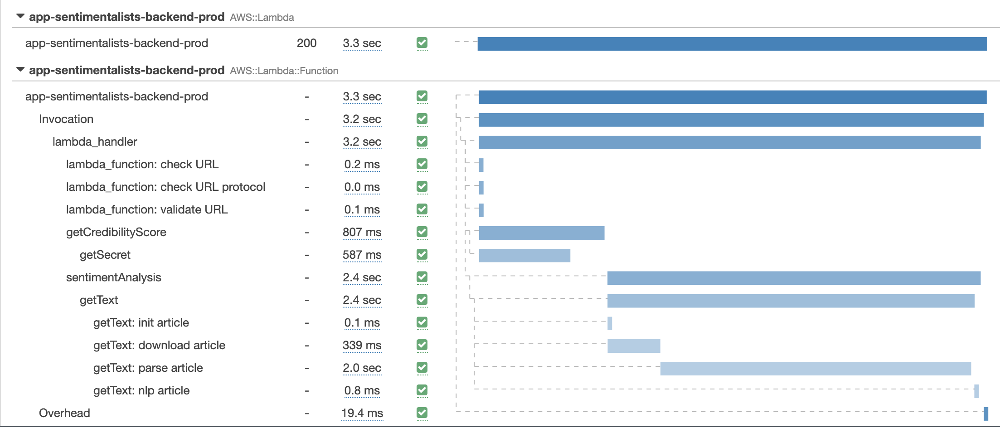 app-sentimentalists-backend-prod AWS::Lambda
app-sentimentalists-backend-prod 200 3.3 sec
app-sentimentalists-backend-prod AWS::Lambda::Function
app-sentimentalists-backend-prod - 3.3 sec
Invocation - 3.2 sec
lambda_handler - 3.2 sec
lambda_function: check URL - 0.2 ms
lambda_function: check URL protocol - 0.0 ms
lambda_function: validate URL - 0.1 ms
getCredibilityScore - 807 ms
getSecret - 587 ms
sentimentAnalysis - 2.4 sec
getText - 2.4 sec
getText: init article - 0.1 ms
getText: download article - 339 ms
getText: parse article - 2.0 sec
getText: nlp article - 0.8 ms
Overhead - 19.4 ms